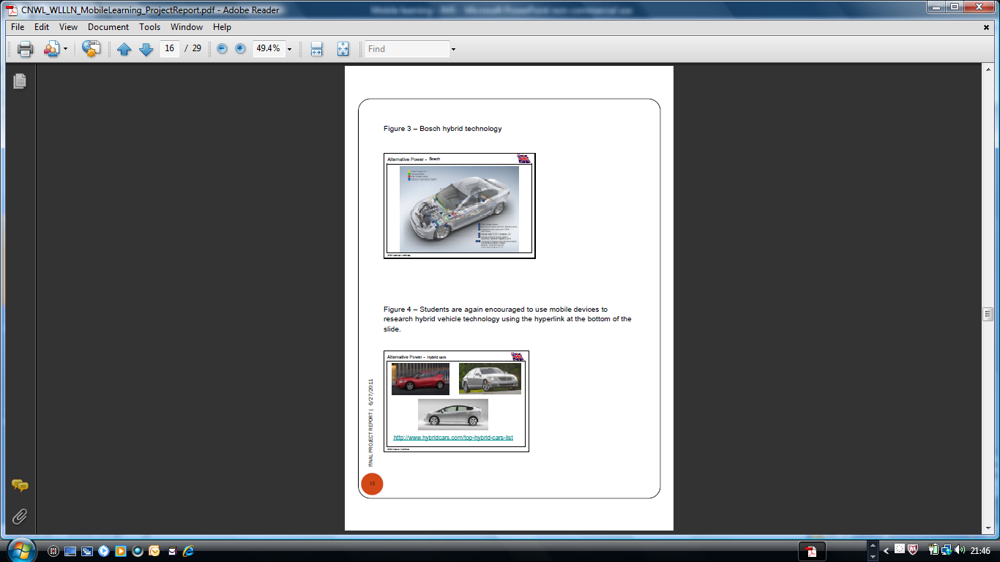 CNWL_WLLLN_MobileLearning_ProjectReport.pdf - Adobe Reader
File Edit View Document Tools Window Help
16 / 29 49.4% Find
Figure 3 – Bosch hybrid technology
Alternative Power - Bosch
Figure 4 – Students are again encouraged to use mobile devices to
research hybrid vehicle technology using the hyperlink at the bottom of the
slide.
Alternative Power - Hybrid cars
http://www.hybridcars.com/top-hybrid-cars-list
FINAL PROJECT REPORT | 6/27/2011
15
21:46